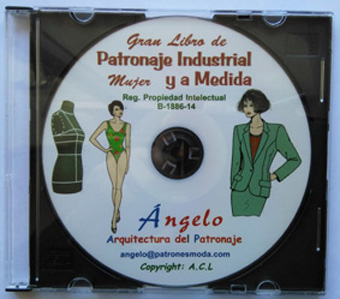 Gran Libro de
Patronaje Industrial
Mujer y a Medida
Reg. Propiedad Intelectual
B-1886-14
Ángelo
Arquitectura del Patronaje
angelo@patronesmoda.com
Copyright: A.C.L